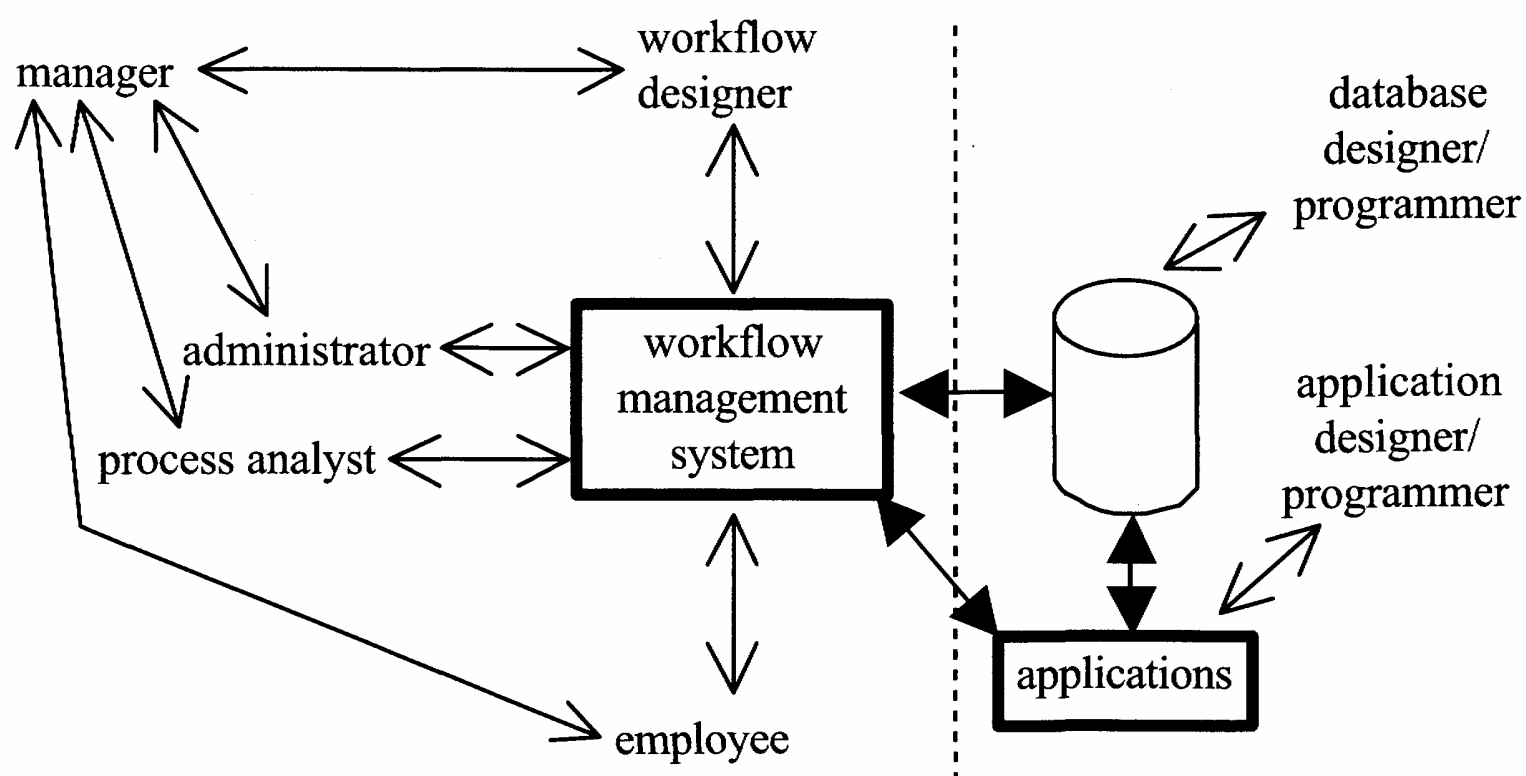 manager
workflow
designer
database
designer/
programmer
administrator
workflow
management
system
process analyst
application
designer/
programmer
applications
employee